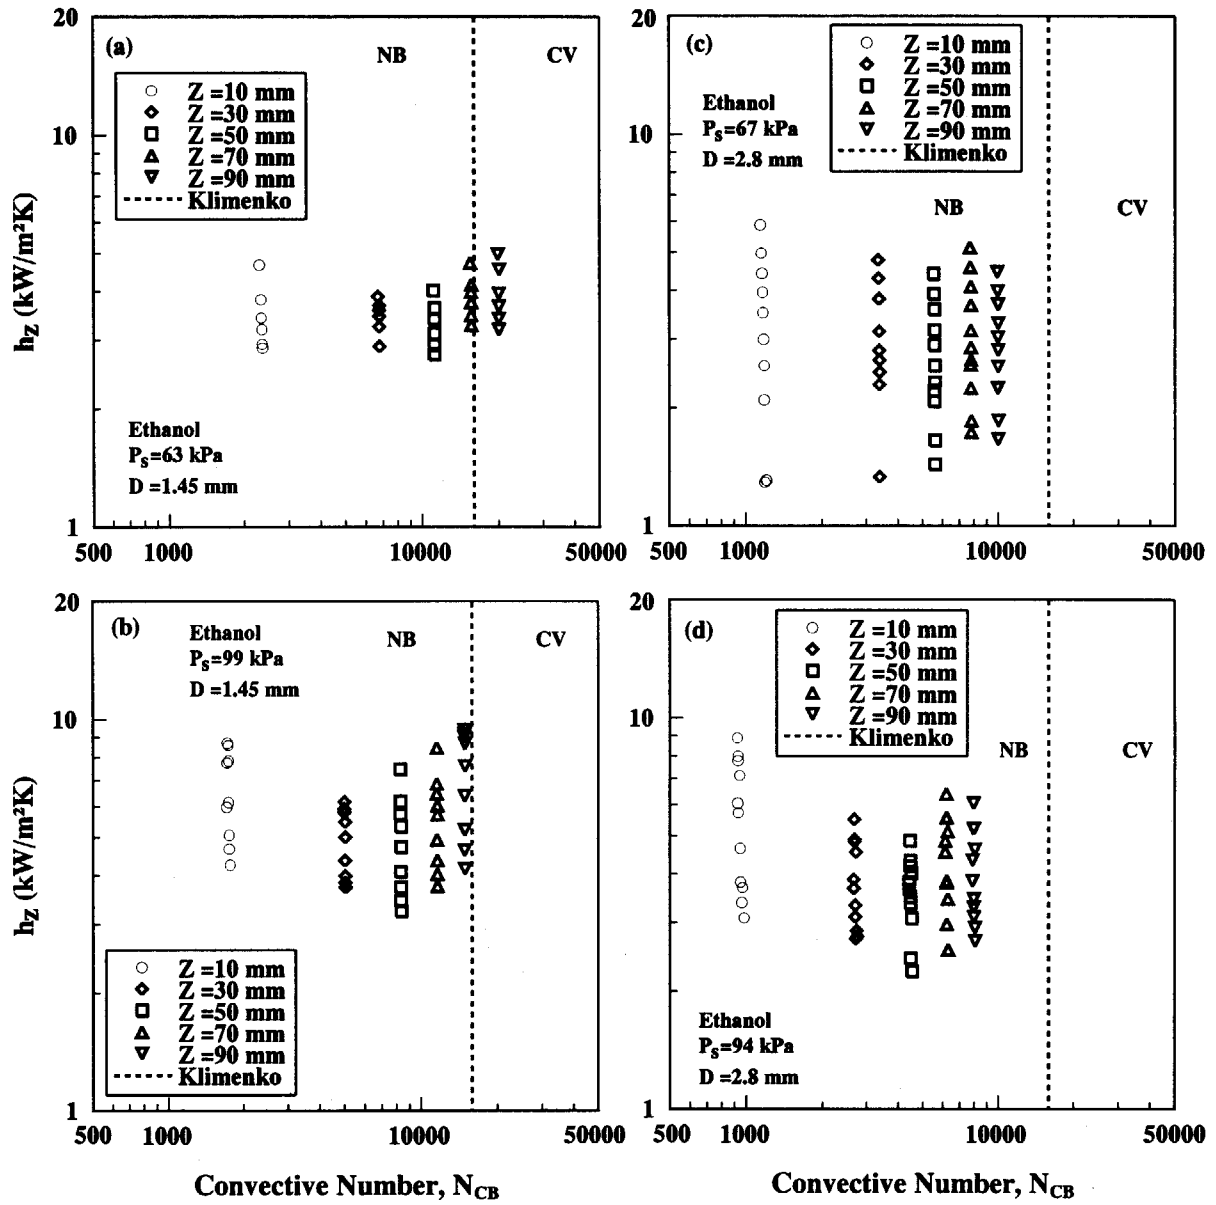 (a)
NB
CV
Z =10 mm
Z =30 mm
Z =50 mm
Z =70 mm
Z =90 mm
Klimenko
Ethanol
Pₛ=63 kPa
D =1.45 mm
20
10
1
h_Z (kW/m²K)
500 1000 10000 50000
(c)
Z =10 mm
Z =30 mm
Z =50 mm
Z =70 mm
Z =90 mm
Klimenko
Ethanol
Pₛ=67 kPa
D =2.8 mm
NB
CV
20
10
1
500 1000 10000 50000
(b)
Ethanol
Pₛ=99 kPa
D =1.45 mm
NB
CV
Z =10 mm
Z =30 mm
Z =50 mm
Z =70 mm
Z =90 mm
Klimenko
20
10
1
h_Z (kW/m²K)
500 1000 10000 50000
Convective Number, N_CB
(d)
Z =10 mm
Z =30 mm
Z =50 mm
Z =70 mm
Z =90 mm
Klimenko
NB
CV
Ethanol
Pₛ=94 kPa
D =2.8 mm
20
10
1
500 1000 10000 50000
Convective Number, N_CB